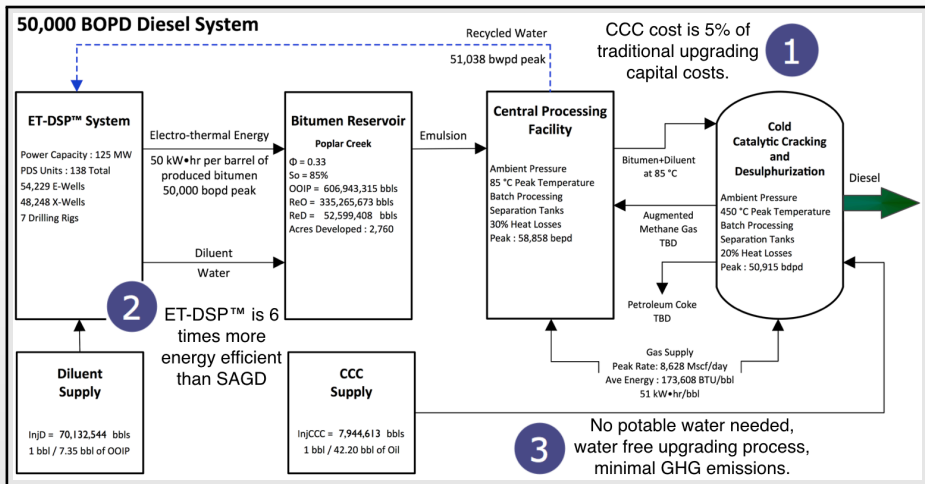 50,000 BOPD Diesel System
Recycled Water
51,038 bwpd peak
CCC cost is 5% of
traditional upgrading
capital costs.
1
ET-DSP™ System
Power Capacity : 125 MW
PDS Units : 138 Total
54,229 E-Wells
48,248 X-Wells
7 Drilling Rigs
Electro-thermal Energy
50 kW•hr per barrel of
produced bitumen
50,000 bopd peak
Diluent
Water
Bitumen Reservoir
Poplar Creek
Φ = 0.33
So = 85%
OOIP = 606,943,315 bbls
ReO = 335,265,673 bbls
ReD = 52,599,408 bbls
Acres Developed : 2,760
Emulsion
Central Processing
Facility
Ambient Pressure
85 °C Peak Temperature
Batch Processing
Separation Tanks
30% Heat Losses
Peak : 58,858 bepd
Bitumen+Diluent
at 85 °C
Augmented
Methane Gas
TBD
Petroleum Coke
TBD
Cold
Catalytic Cracking
and
Desulphurization
Ambient Pressure
450 °C Peak Temperature
Batch Processing
Separation Tanks
20% Heat Losses
Peak : 50,915 bdpd
Diesel
2
ET-DSP™ is 6
times more
energy efficient
than SAGD
Gas Supply
Peak Rate: 8,628 Mscf/day
Ave Energy : 173,608 BTU/bbl
51 kW•hr/bbl
Diluent
Supply
InjD = 70,132,544 bbls
1 bbl / 7.35 bbl of OOIP
CCC
Supply
InjCCC = 7,944,613 bbls
1 bbl / 42.20 bbl of Oil
3
No potable water needed,
water free upgrading process,
minimal GHG emissions.